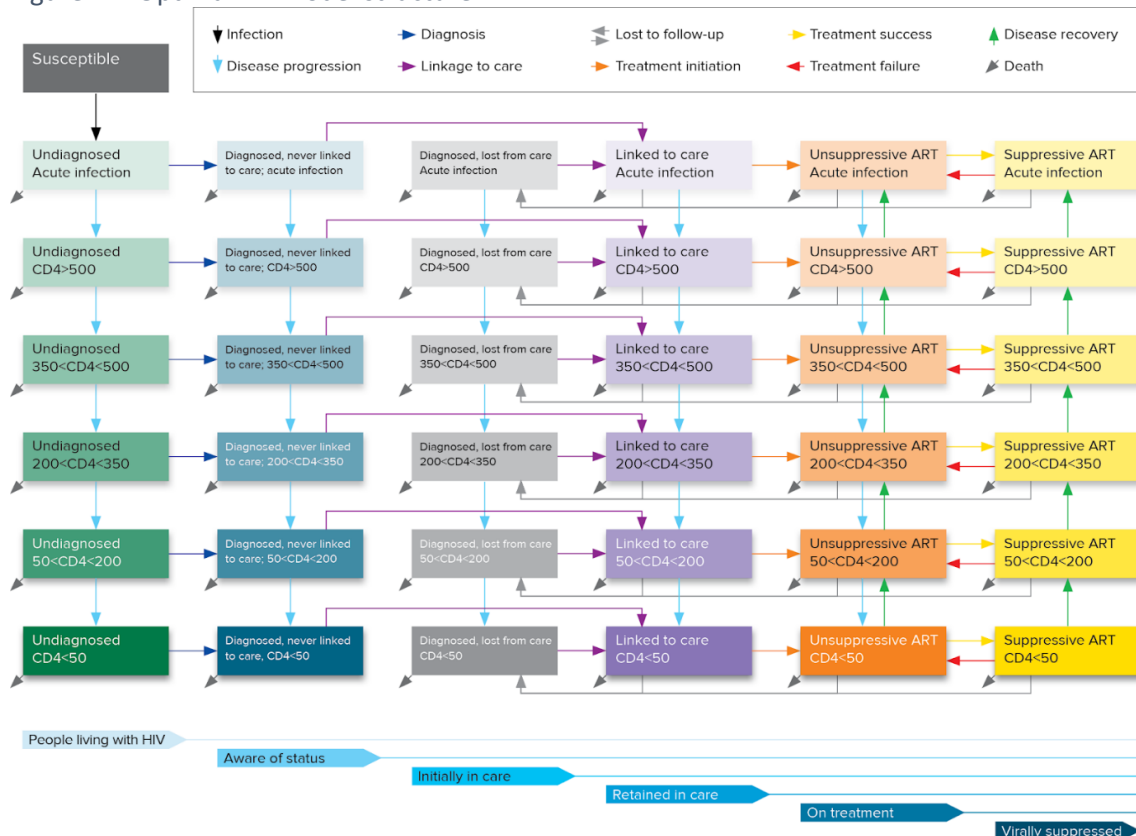 Susceptible
Infection
Diagnosis
Lost to follow-up
Treatment success
Disease recovery
Disease progression
Linkage to care
Treatment initiation
Treatment failure
Death
Undiagnosed
Acute infection
Diagnosed, never linked
to care; acute infection
Diagnosed, lost from care
Acute infection
Linked to care
Acute infection
Unsuppressive ART
Acute infection
Suppressive ART
Acute infection
Undiagnosed
CD4>500
Diagnosed, never linked
to care; CD4>500
Diagnosed, lost from care
CD4>500
Linked to care
CD4>500
Unsuppressive ART
CD4>500
Suppressive ART
CD4>500
Undiagnosed
350<CD4<500
Diagnosed, never linked
to care; 350<CD4<500
Diagnosed, lost from care
350<CD4<500
Linked to care
350<CD4<500
Unsuppressive ART
350<CD4<500
Suppressive ART
350<CD4<500
Undiagnosed
200<CD4<350
Diagnosed, never linked
to care; 200<CD4<350
Diagnosed, lost from care
200<CD4<350
Linked to care
200<CD4<350
Unsuppressive ART
200<CD4<350
Suppressive ART
200<CD4<350
Undiagnosed
50<CD4<200
Diagnosed, never linked
to care; 50<CD4<200
Diagnosed, lost from care
50<CD4<200
Linked to care
50<CD4<200
Unsuppressive ART
50<CD4<200
Suppressive ART
50<CD4<200
Undiagnosed
CD4<50
Diagnosed, never linked
to care, CD4<50
Diagnosed, lost from care
CD4<50
Linked to care
CD4<50
Unsuppressive ART
CD4<50
Suppressive ART
CD4<50
People living with HIV
Aware of status
Initially in care
Retained in care
On treatment
Virally suppressed